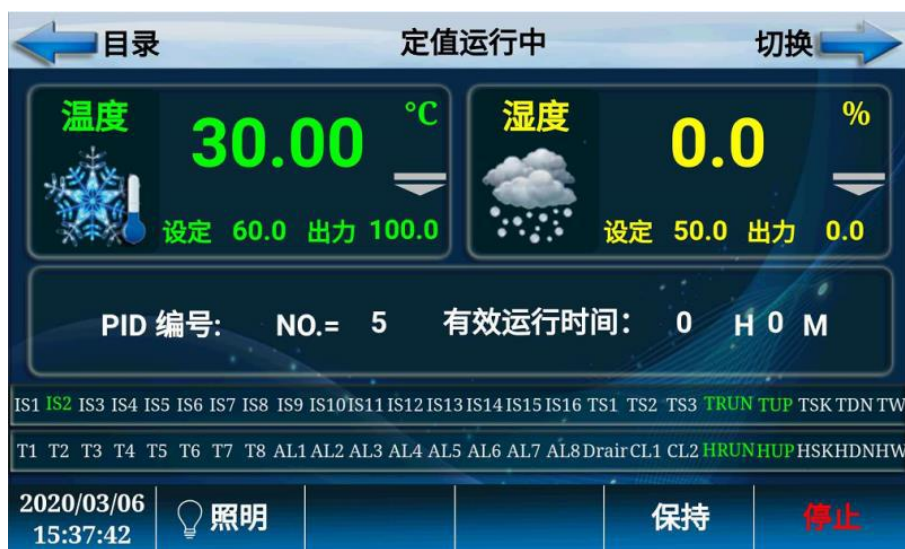 目录 定值运行中 切换
温度 30.00 ℃ 湿度 0.0 %
设定 60.0 出力 100.0 设定 50.0 出力 0.0
PID 编号: NO.= 5 有效运行时间: 0 H 0 M
IS1 IS2 IS3 IS4 IS5 IS6 IS7 IS8 IS9 IS10 IS11 IS12 IS13 IS14 IS15 IS16 TS1 TS2 TS3 TRUN TUP TSK TDN TW
T1 T2 T3 T4 T5 T6 T7 T8 AL1 AL2 AL3 AL4 AL5 AL6 AL7 AL8 Drair CL1 CL2 HRUN HUP HSK HDN HW
2020/03/06 照明 保持 停止
15:37:42